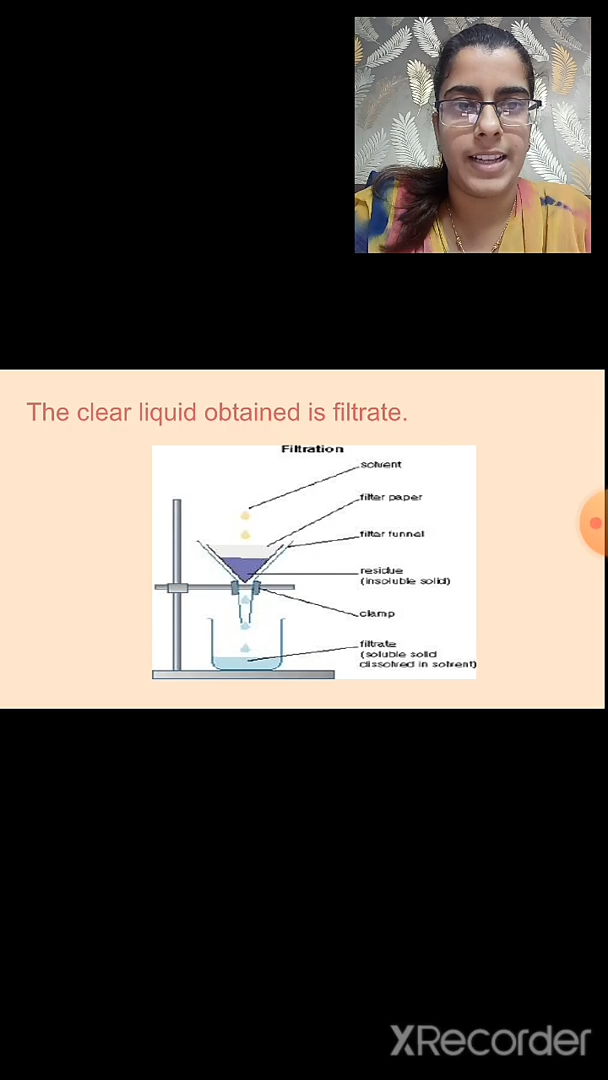 The clear liquid obtained is filtrate.
Filtration
solvent
filter paper
filter funnel
residue
(insoluble solid)
clamp
filtrate
(soluble solid
dissolved in solvent)
XRecorder